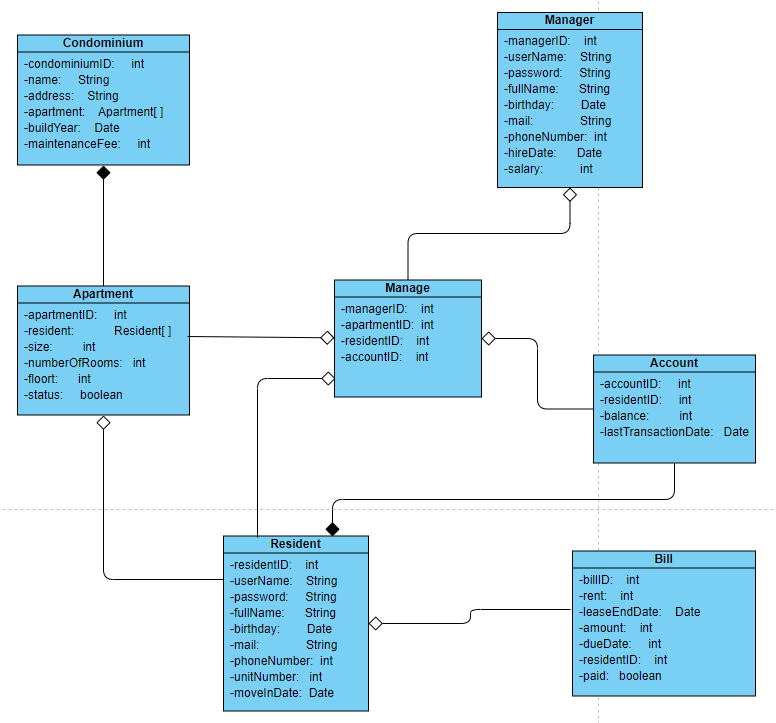 Condominium
-condominiumID: int
-name: String
-address: String
-apartment: Apartment[ ]
-buildYear: Date
-maintenanceFee: int
Manager
-managerID: int
-userName: String
-password: String
-fullName: String
-birthday: Date
-mail: String
-phoneNumber: int
-hireDate: Date
-salary: int
Apartment
-apartmentID: int
-resident: Resident[ ]
-size: int
-numberOfRooms: int
-floort: int
-status: boolean
Manage
-managerID: int
-apartmentID: int
-residentID: int
-accountID: int
Account
-accountID: int
-residentID: int
-balance: int
-lastTransactionDate: Date
Resident
-residentID: int
-userName: String
-password: String
-fullName: String
-birthday: Date
-mail: String
-phoneNumber: int
-unitNumber: int
-moveInDate: Date
Bill
-billID: int
-rent: int
-leaseEndDate: Date
-amount: int
-dueDate: int
-residentID: int
-paid: boolean